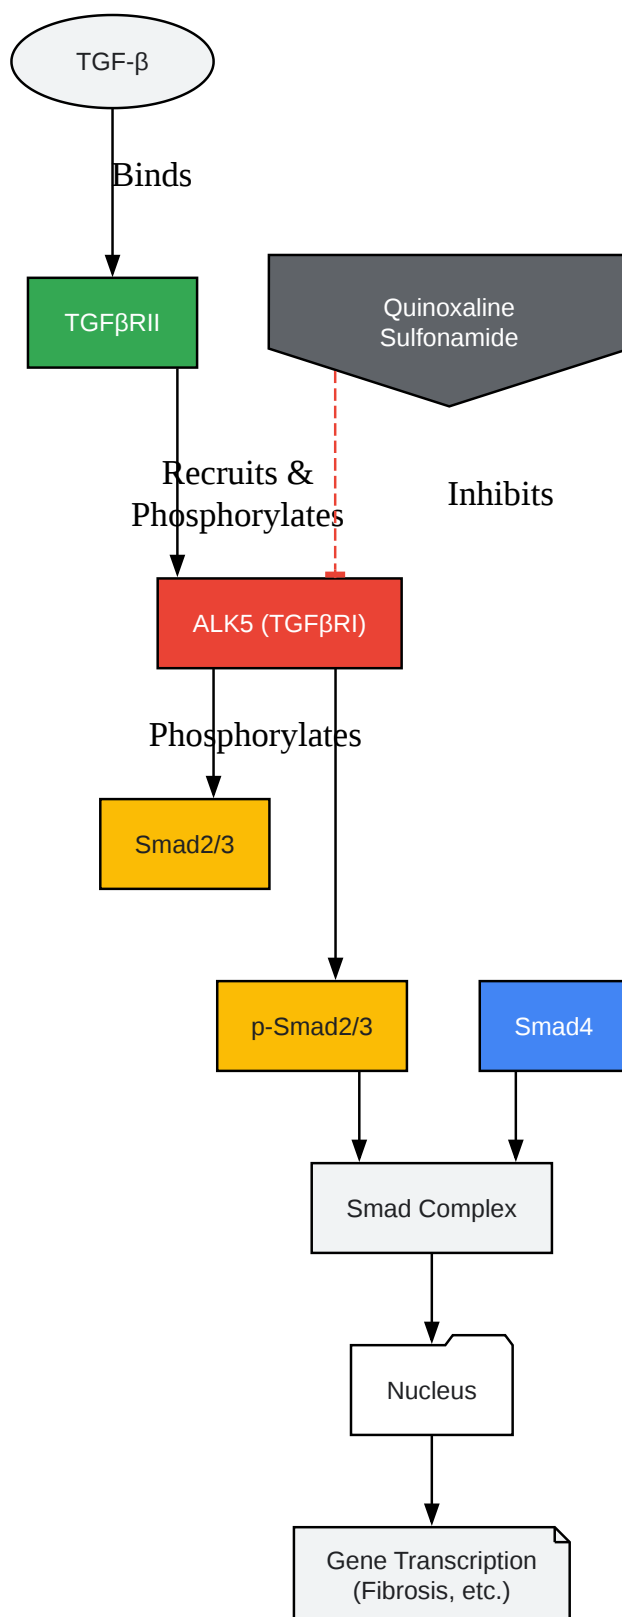 TGF-β
Binds
TGFβRII
Quinoxaline
Sulfonamide
Recruits &
Phosphorylates
Inhibits
ALK5 (TGFβRI)
Phosphorylates
Smad2/3
p-Smad2/3
Smad4
Smad Complex
Nucleus
Gene Transcription
(Fibrosis, etc.)